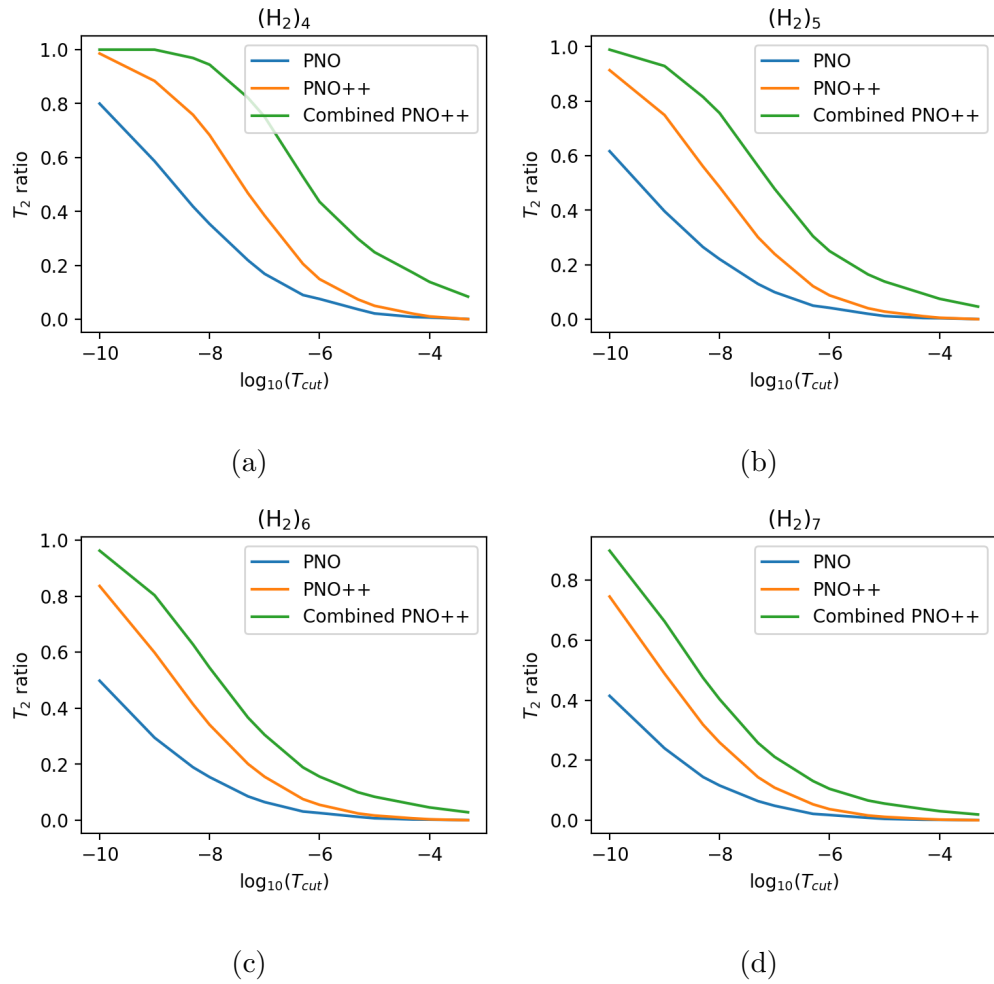 (H₂)₄
1.0
0.8
0.6
0.4
0.2
0.0
T₂ ratio
PNO
PNO++
Combined PNO++
−10
−8
−6
−4
log₁₀(T_cut)
(a)
(H₂)₅
1.0
0.8
0.6
0.4
0.2
0.0
T₂ ratio
PNO
PNO++
Combined PNO++
−10
−8
−6
−4
log₁₀(T_cut)
(b)
(H₂)₆
1.0
0.8
0.6
0.4
0.2
0.0
T₂ ratio
PNO
PNO++
Combined PNO++
−10
−8
−6
−4
log₁₀(T_cut)
(c)
(H₂)₇
0.8
0.6
0.4
0.2
0.0
T₂ ratio
PNO
PNO++
Combined PNO++
−10
−8
−6
−4
log₁₀(T_cut)
(d)